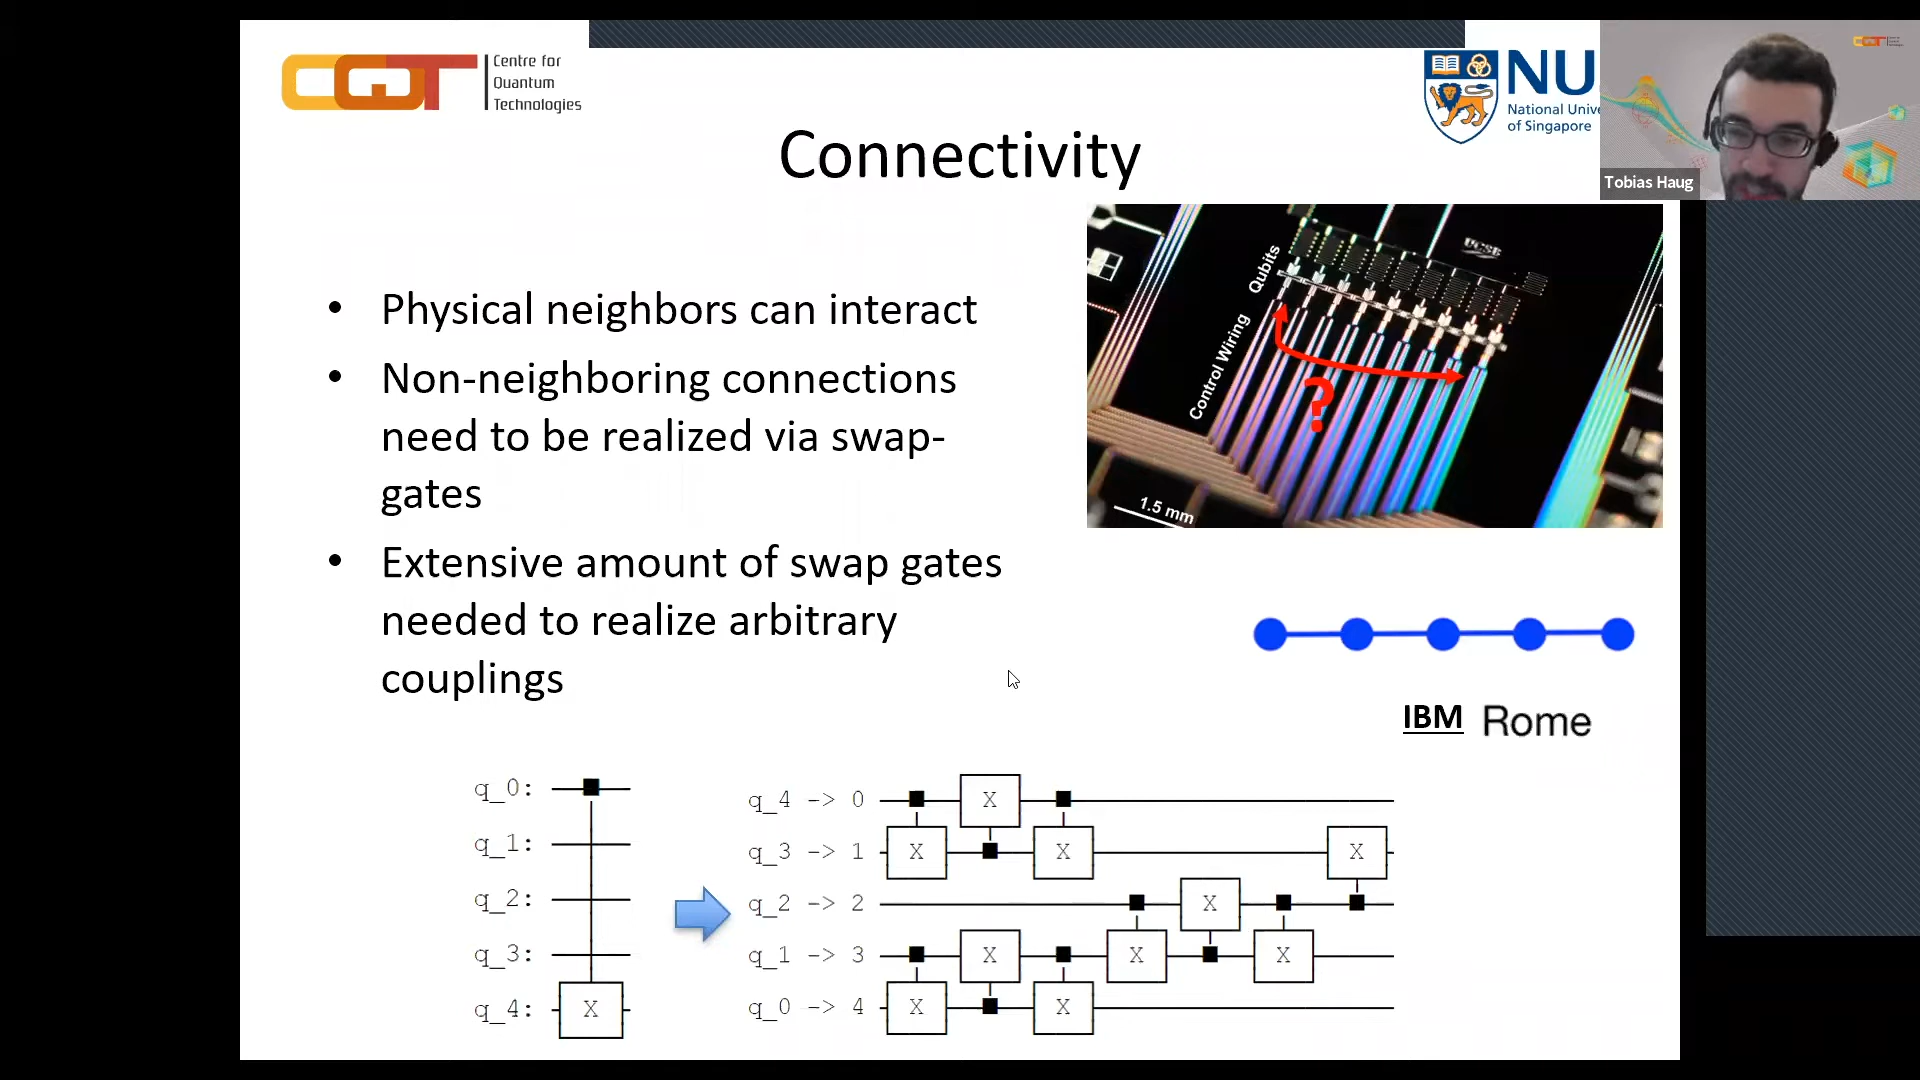 Centre for
Quantum
Technologies
NU
National Unive
of Singapore
Tobias Haug
Connectivity
• Physical neighbors can interact
• Non-neighboring connections
need to be realized via swap-
gates
• Extensive amount of swap gates
needed to realize arbitrary
couplings
UCSB
Qubits
Control Wiring
?
1.5 mm
IBM Rome
q_0:
q_1:
q_2:
q_3:
q_4: X
q_4 -> 0 X
q_3 -> 1 X X X
q_2 -> 2 X
q_1 -> 3 X X X
q_0 -> 4 X X